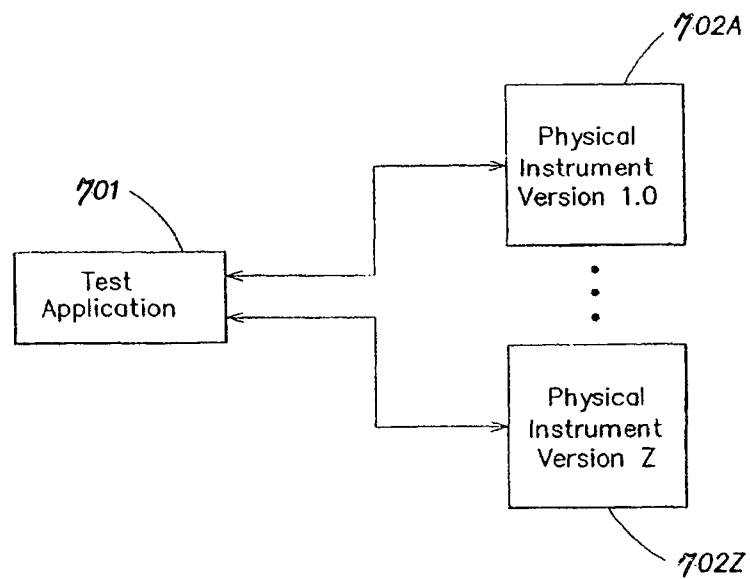 702A
Physical
Instrument
Version 1.0
701
Test
Application
Physical
Instrument
Version Z
702Z